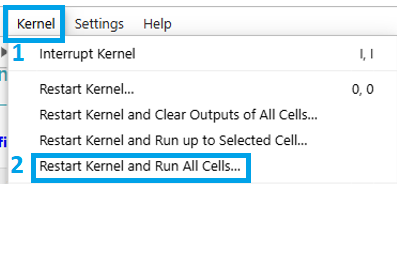 Kernel Settings Help
1
Interrupt Kernel I, I
Restart Kernel... 0, 0
Restart Kernel and Clear Outputs of All Cells...
Restart Kernel and Run up to Selected Cell...
fi
2 Restart Kernel and Run All Cells...